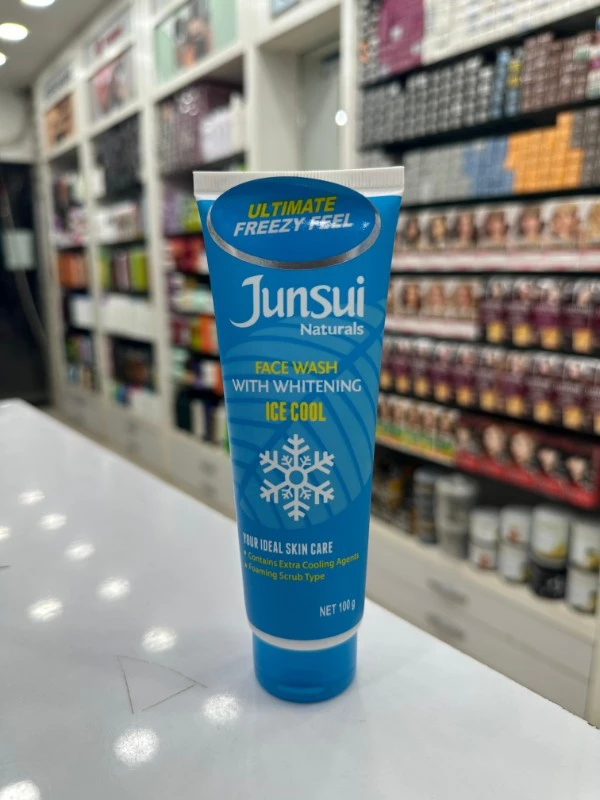 ULTIMATE
FREEZY FEEL
Junsui
Naturals
FACE WASH
WITH WHITENING
ICE COOL
YOUR IDEAL SKIN CARE
• Contains Extra Cooling Agents
• Foaming Scrub Type
NET 100 g